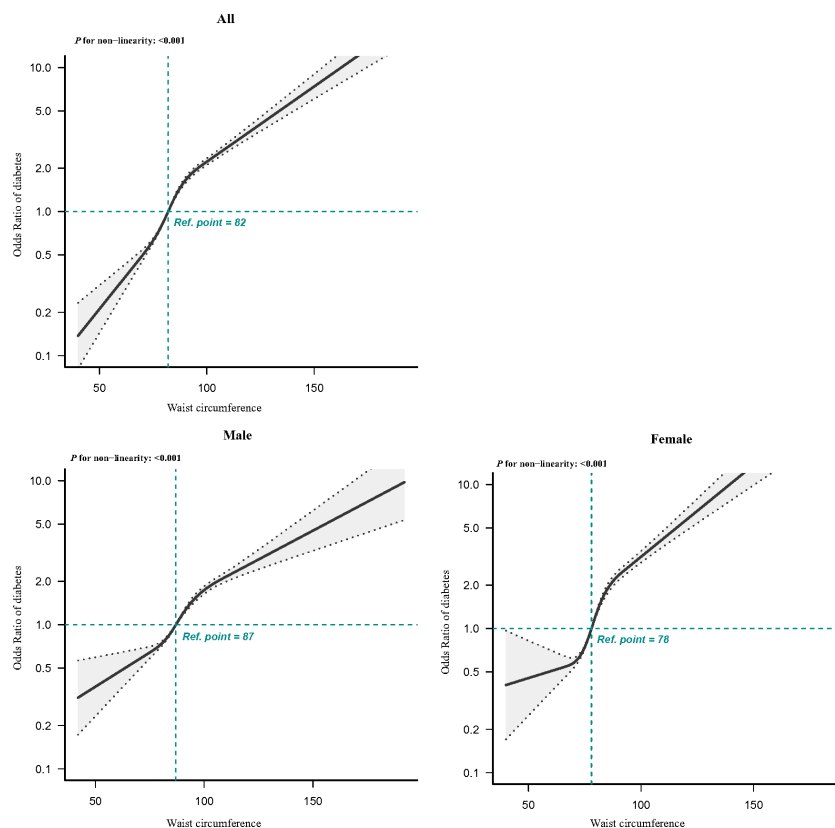 All
P for non−linearity: <0.001
10.0
5.0
2.0
1.0
0.5
0.2
0.1
Odds Ratio of diabetes
Ref. point = 82
50 100 150
Waist circumference
Male
P for non−linearity: <0.001
10.0
5.0
2.0
1.0
0.5
0.2
0.1
Odds Ratio of diabetes
Ref. point = 87
50 100 150
Waist circumference
Female
P for non−linearity: <0.001
10.0
5.0
2.0
1.0
0.5
0.2
0.1
Odds Ratio of diabetes
Ref. point = 78
50 100 150
Waist circumference